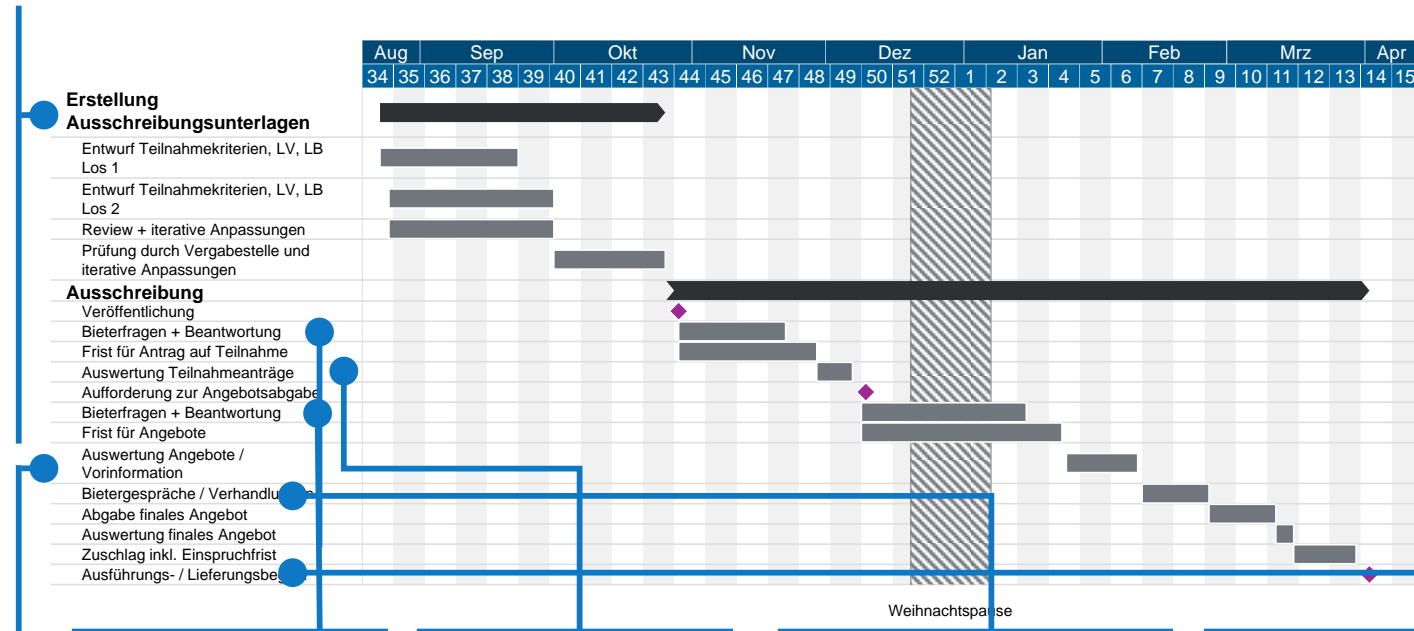 Aug Sep Okt Nov Dez Jan Feb Mrz Apr
34 35 36 37 38 39 40 41 42 43 44 45 46 47 48 49 50 51 52 1 2 3 4 5 6 7 8 9 10 11 12 13 14 15
Erstellung
Ausschreibungsunterlagen
Entwurf Teilnahmekriterien, LV, LB
Los 1
Entwurf Teilnahmekriterien, LV, LB
Los 2
Review + iterative Anpassungen
Prüfung durch Vergabestelle und
iterative Anpassungen
Ausschreibung
Veröffentlichung
Bieterfragen + Beantwortung
Frist für Antrag auf Teilnahme
Auswertung Teilnahmeanträge
Aufforderung zur Angebotsabgabe
Bieterfragen + Beantwortung
Frist für Angebote
Auswertung Angebote /
Vorinformation
Bietergespräche / Verhandlungen
Abgabe finales Angebot
Auswertung finales Angebot
Zuschlag inkl. Einspruchfrist
Ausführungs- / Lieferungsbeginn
Weihnachtspause